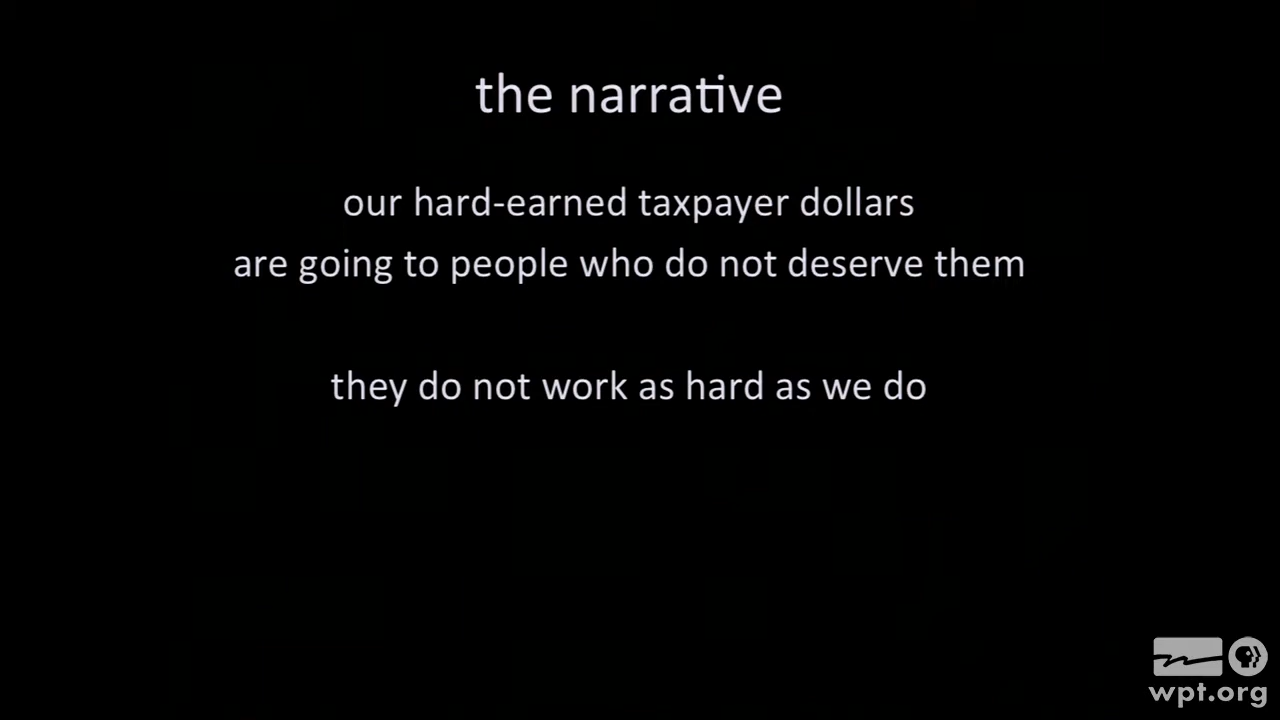 the narrative
our hard-earned taxpayer dollars
are going to people who do not deserve them
they do not work as hard as we do
wpt.org